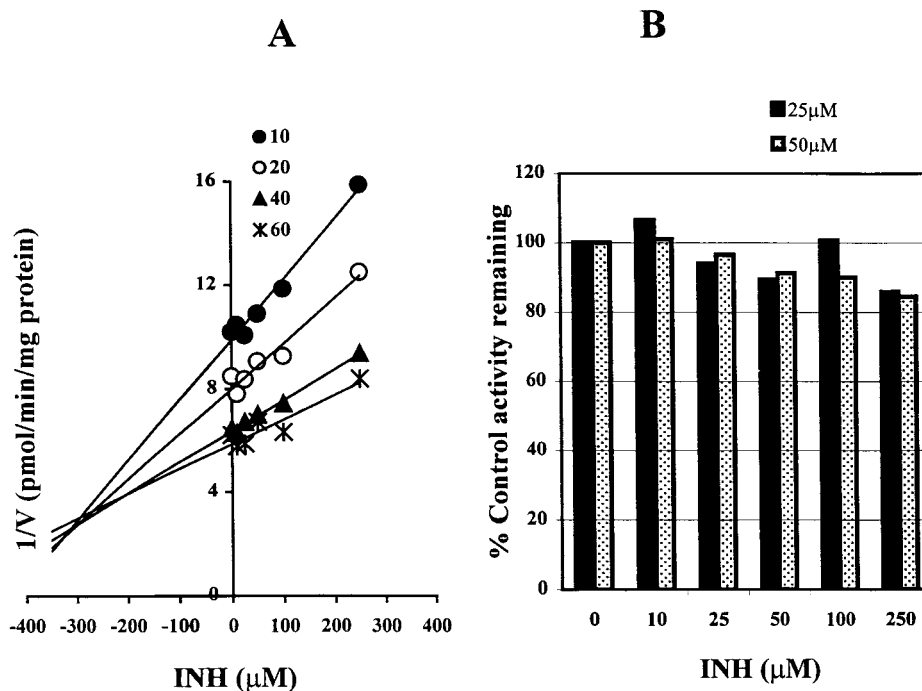 A
10
20
40
60
16
12
8
4
0
1/V (pmol/min/mg protein)
-400 -300 -200 -100 0 100 200 300 400
INH (µM)
B
25µM
50µM
120
100
80
60
40
20
0
% Control activity remaining
0 10 25 50 100 250
INH (µM)